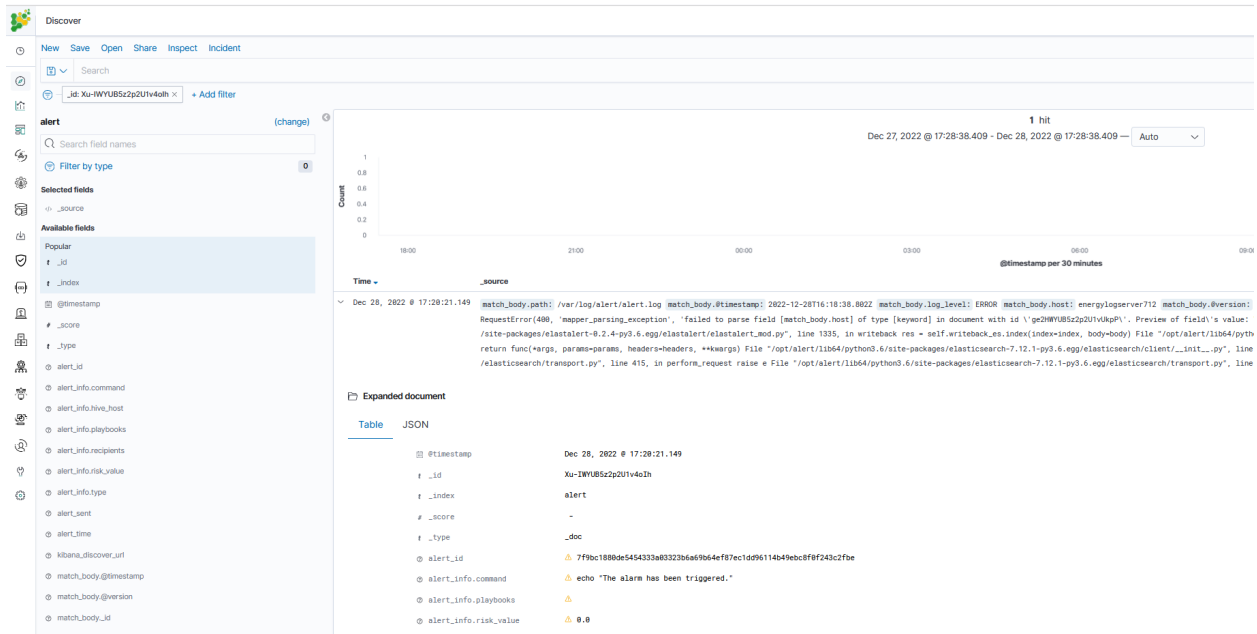 Discover
New Save Open Share Inspect Incident
Search
_id: Xu-IWYUB5z2p2U1v4oIh × + Add filter
alert (change)
Search field names
Filter by type 0
Selected fields
_source
Available fields
Popular
t _id
t _index
@timestamp
# _score
t _type
alert_id
alert_info.command
alert_info.hive_host
alert_info.playbooks
alert_info.recipients
alert_info.risk_value
alert_info.type
alert_sent
alert_time
kibana_discover_url
match_body.@timestamp
match_body.@version
match_body._id
1 hit
Dec 27, 2022 @ 17:28:38.409 - Dec 28, 2022 @ 17:28:38.409 — Auto
Count
1
0.8
0.6
0.4
0.2
0
18:00 21:00 00:00 03:00 06:00 09:00
@timestamp per 30 minutes
Time _source
Dec 28, 2022 @ 17:20:21.149 match_body.path: /var/log/alert/alert.log match_body.@timestamp: 2022-12-28T16:18:38.802Z match_body.log_level: ERROR match_body.host: energylogserver712 match_body.@version:
RequestError(400, 'mapper_parsing_exception', 'failed to parse field [match_body.host] of type [keyword] in document with id \'ge2HWYUB5z2p2U1vUkpP\'. Preview of field\'s value:
/site-packages/elastalert-0.2.4-py3.6.egg/elastalert/elastalert_mod.py", line 1335, in writeback res = self.writeback_es.index(index=index, body=body) File "/opt/alert/lib64/pyth
return func(*args, params=params, headers=headers, **kwargs) File "/opt/alert/lib64/python3.6/site-packages/elasticsearch-7.12.1-py3.6.egg/elasticsearch/client/__init__.py", line
/elasticsearch/transport.py", line 415, in perform_request raise e File "/opt/alert/lib64/python3.6/site-packages/elasticsearch-7.12.1-py3.6.egg/elasticsearch/transport.py", line
Expanded document
Table JSON
@timestamp Dec 28, 2022 @ 17:20:21.149
t _id Xu-IWYUB5z2p2U1v4oIh
t _index alert
# _score -
t _type _doc
alert_id 7f9bc1880de5454333a03323b6a69b64ef87ec1dd96114b49ebc8f0f243c2fbe
alert_info.command echo "The alarm has been triggered."
alert_info.playbooks
alert_info.risk_value 0.0